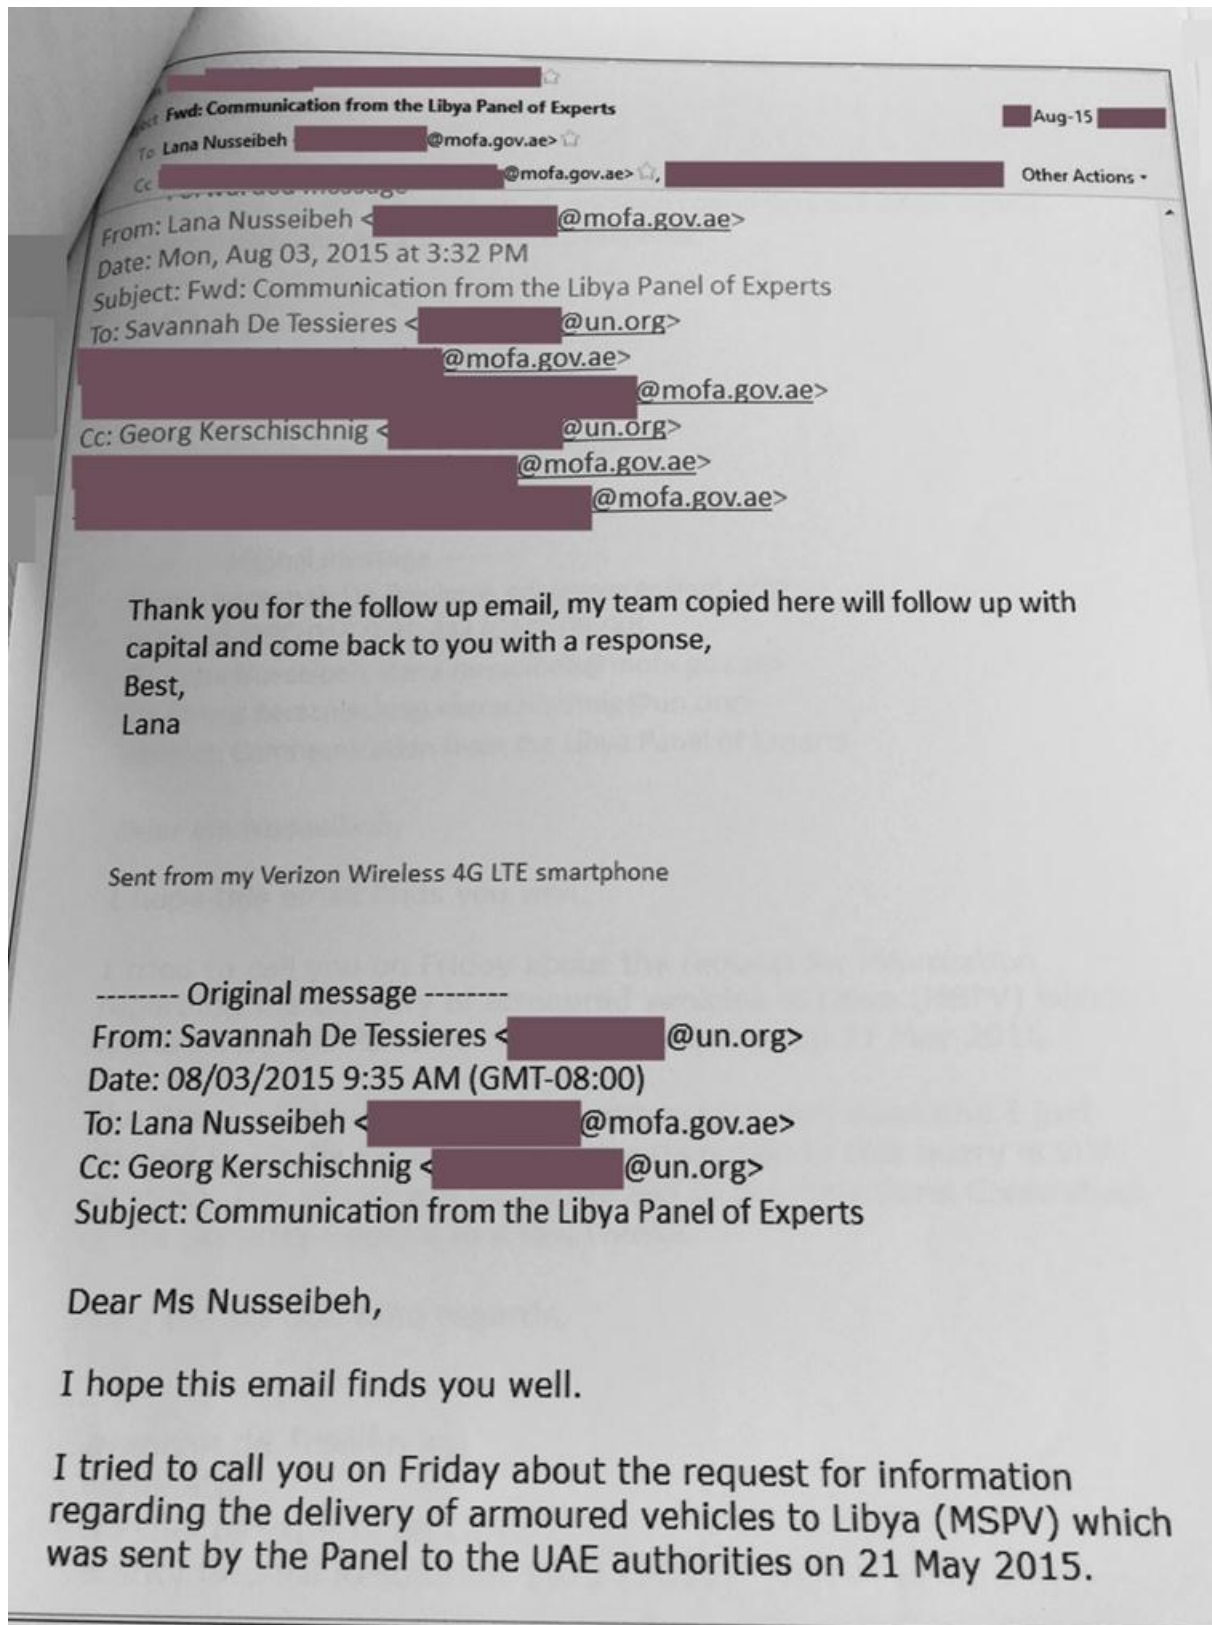 Fwd: Communication from the Libya Panel of Experts
Aug-15
To Lana Nusseibeh @mofa.gov.ae>
Cc @mofa.gov.ae> , Other Actions
From: Lana Nusseibeh < @mofa.gov.ae>
Date: Mon, Aug 03, 2015 at 3:32 PM
Subject: Fwd: Communication from the Libya Panel of Experts
To: Savannah De Tessieres < @un.org>
@mofa.gov.ae>
@mofa.gov.ae>
Cc: Georg Kerschischnig < @un.org>
@mofa.gov.ae>
@mofa.gov.ae>
Thank you for the follow up email, my team copied here will follow up with
capital and come back to you with a response,
Best,
Lana
Sent from my Verizon Wireless 4G LTE smartphone
-------- Original message --------
From: Savannah De Tessieres < @un.org>
Date: 08/03/2015 9:35 AM (GMT-08:00)
To: Lana Nusseibeh < @mofa.gov.ae>
Cc: Georg Kerschischnig < @un.org>
Subject: Communication from the Libya Panel of Experts
Dear Ms Nusseibeh,
I hope this email finds you well.
I tried to call you on Friday about the request for information
regarding the delivery of armoured vehicles to Libya (MSPV) which
was sent by the Panel to the UAE authorities on 21 May 2015.